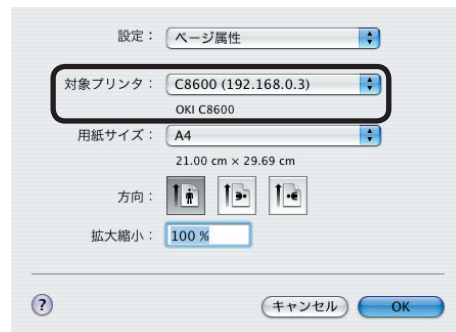 設定： ページ属性
対象プリンタ： C8600 (192.168.0.3)
OKI C8600
用紙サイズ： A4
21.00 cm × 29.69 cm
方向：
拡大縮小： 100 %
? キャンセル OK